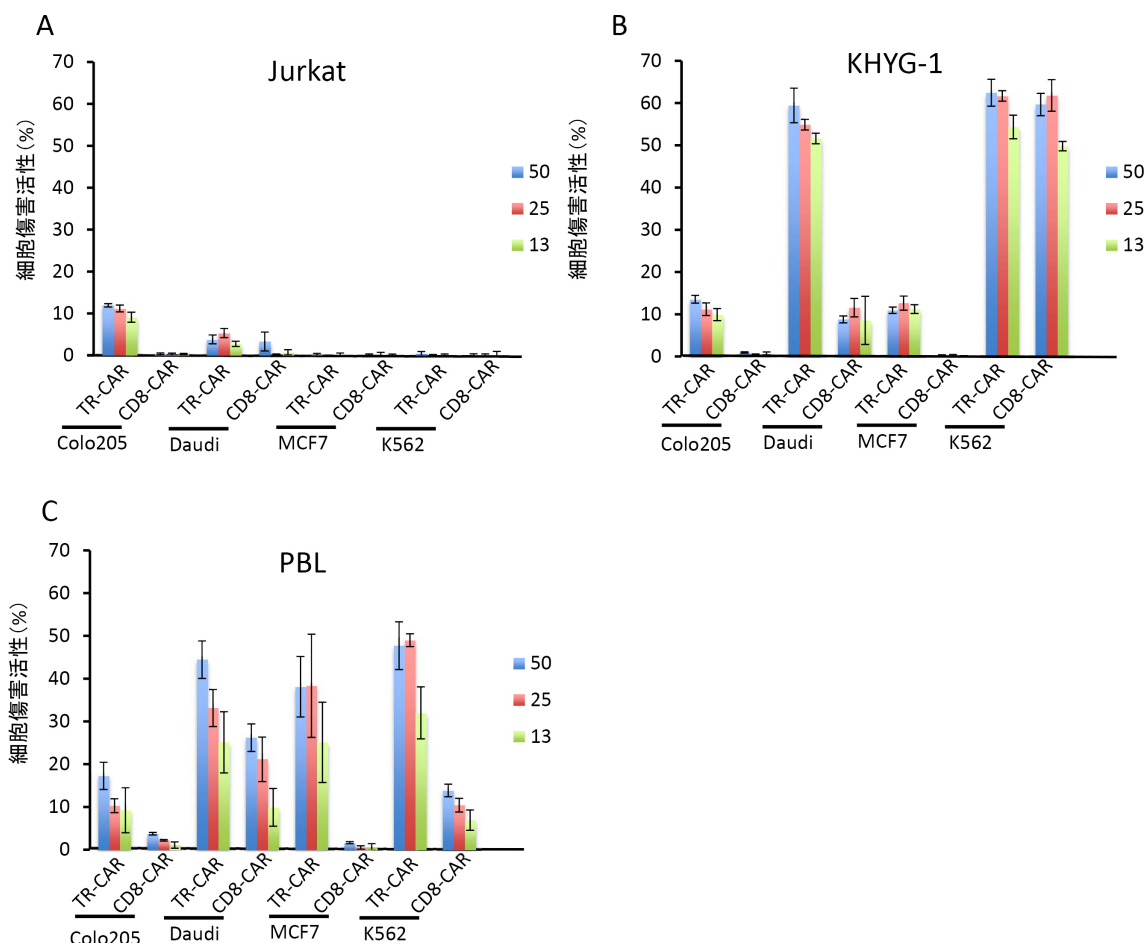 A
Jurkat
細胞傷害活性(%)
70
60
50
40
30
20
10
0
50
25
13
TR-CAR
CD8-CAR
TR-CAR
CD8-CAR
TR-CAR
CD8-CAR
TR-CAR
CD8-CAR
Colo205
Daudi
MCF7
K562
B
KHYG-1
細胞傷害活性(%)
70
60
50
40
30
20
10
0
50
25
13
TR-CAR
CD8-CAR
TR-CAR
CD8-CAR
TR-CAR
CD8-CAR
TR-CAR
CD8-CAR
Colo205
Daudi
MCF7
K562
C
PBL
細胞傷害活性(%)
70
60
50
40
30
20
10
0
50
25
13
TR-CAR
CD8-CAR
TR-CAR
CD8-CAR
TR-CAR
CD8-CAR
TR-CAR
CD8-CAR
Colo205
Daudi
MCF7
K562